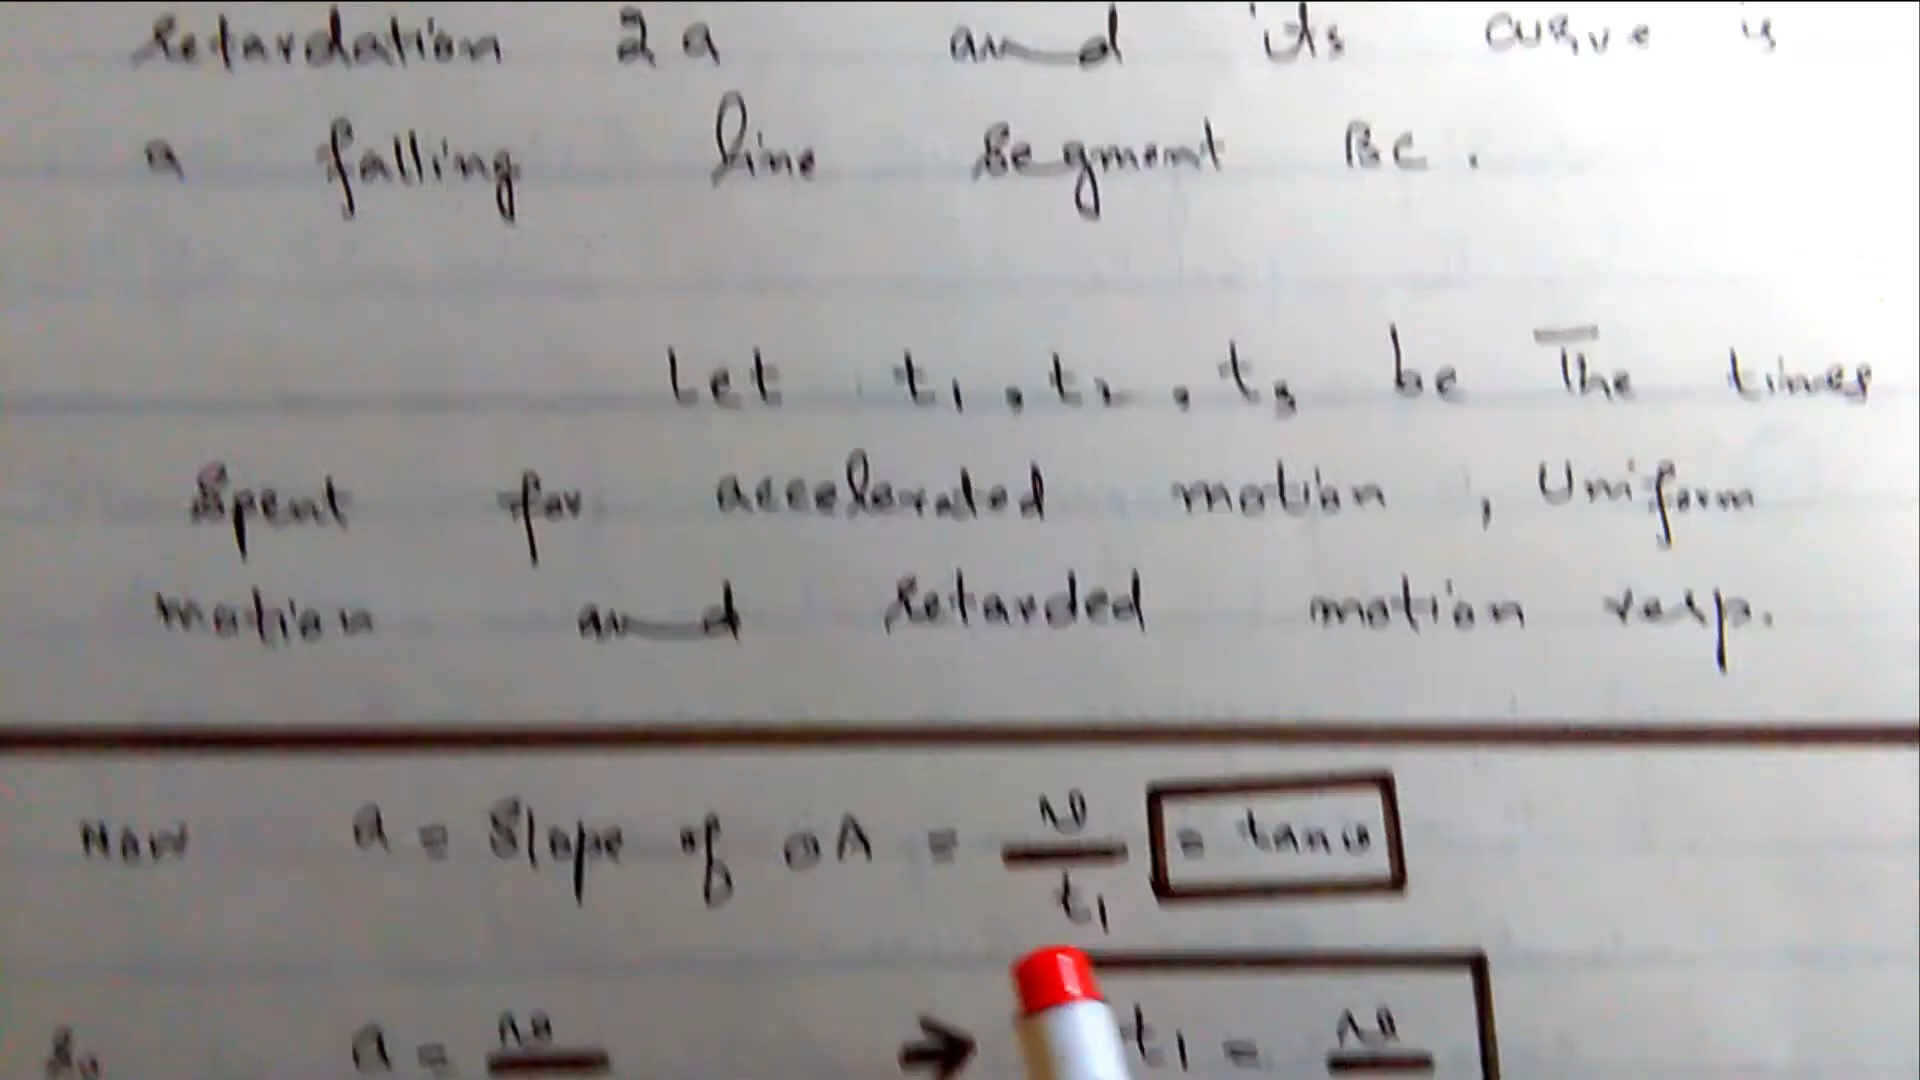 retardation 2a and its curve is
a falling line segment BC.
Let t₁, t₂, t₃ be The times
spent for accelerated motion, Uniform
motion and retarded motion resp.
Now a = slope of OA = v/t₁ = tanθ
So a = v → t₁ = v